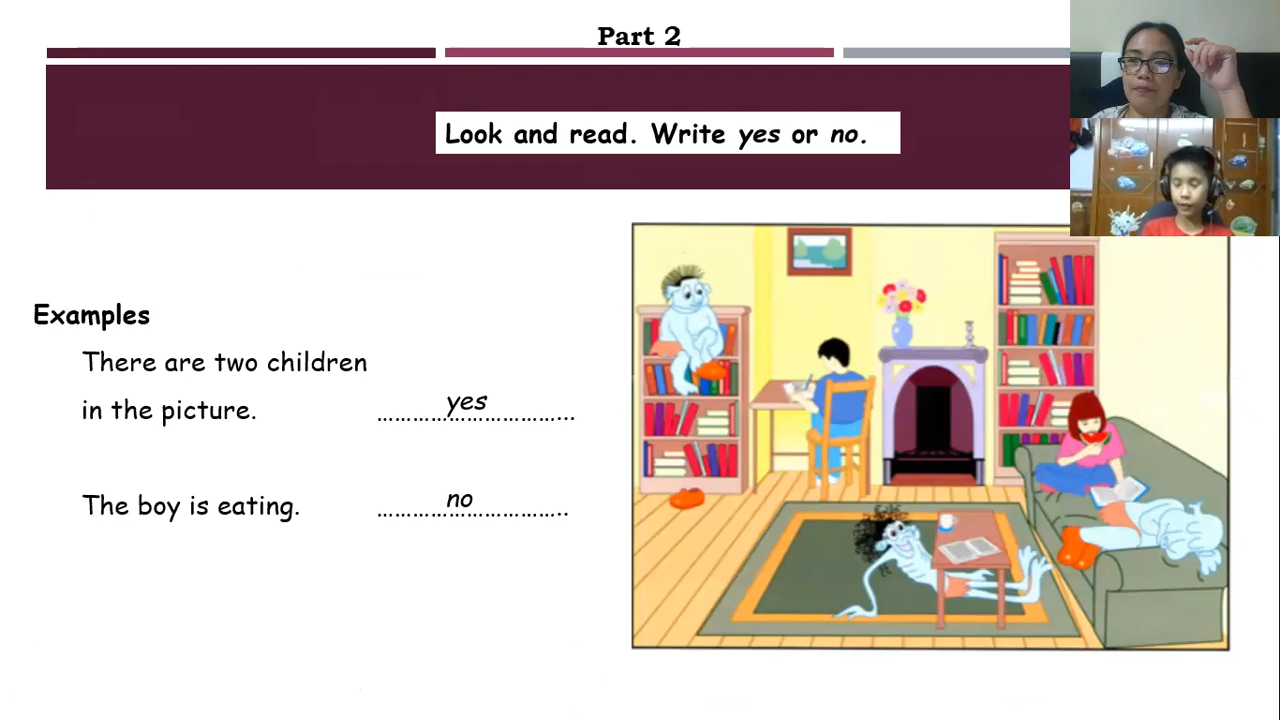 Part 2
Look and read. Write yes or no.
Examples
There are two children
in the picture. ……………………………... yes
The boy is eating. ………………………….. no